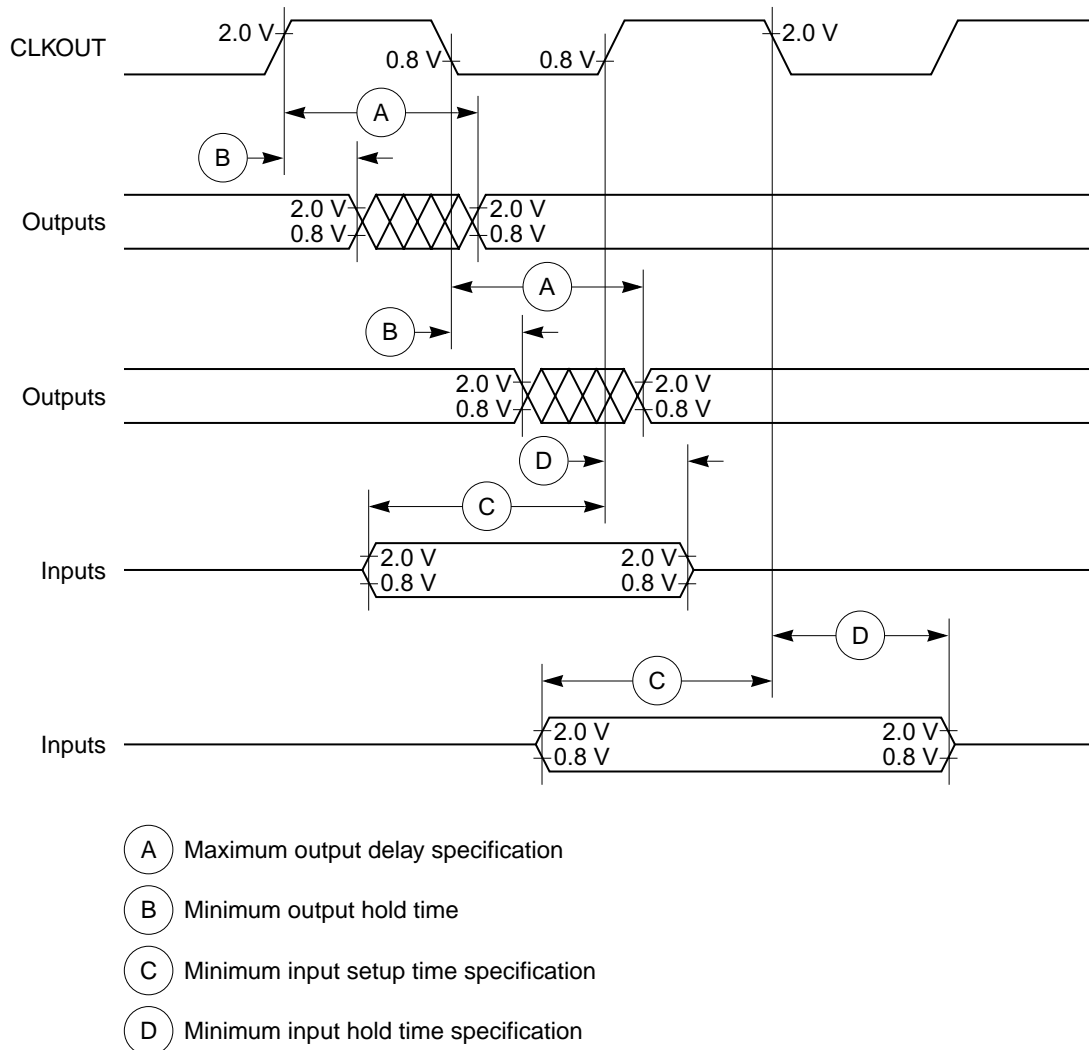 CLKOUT
2.0 V
0.8 V
0.8 V
2.0 V
A
B
Outputs
2.0 V
0.8 V
2.0 V
0.8 V
A
B
Outputs
2.0 V
0.8 V
2.0 V
0.8 V
D
C
Inputs
2.0 V
0.8 V
2.0 V
0.8 V
D
C
Inputs
2.0 V
0.8 V
2.0 V
0.8 V
A Maximum output delay specification
B Minimum output hold time
C Minimum input setup time specification
D Minimum input hold time specification